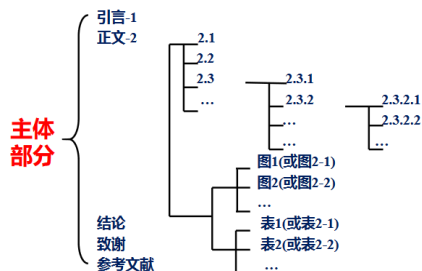 主体
部分
引言-1
正文-2
2.1
2.2
2.3
…
2.3.1
2.3.2
…
…
2.3.2.1
2.3.2.2
…
图1(或图2-1)
图2(或图2-2)
…
表1(或表2-1)
表2(或表2-2)
…
结论
致谢
参考文献